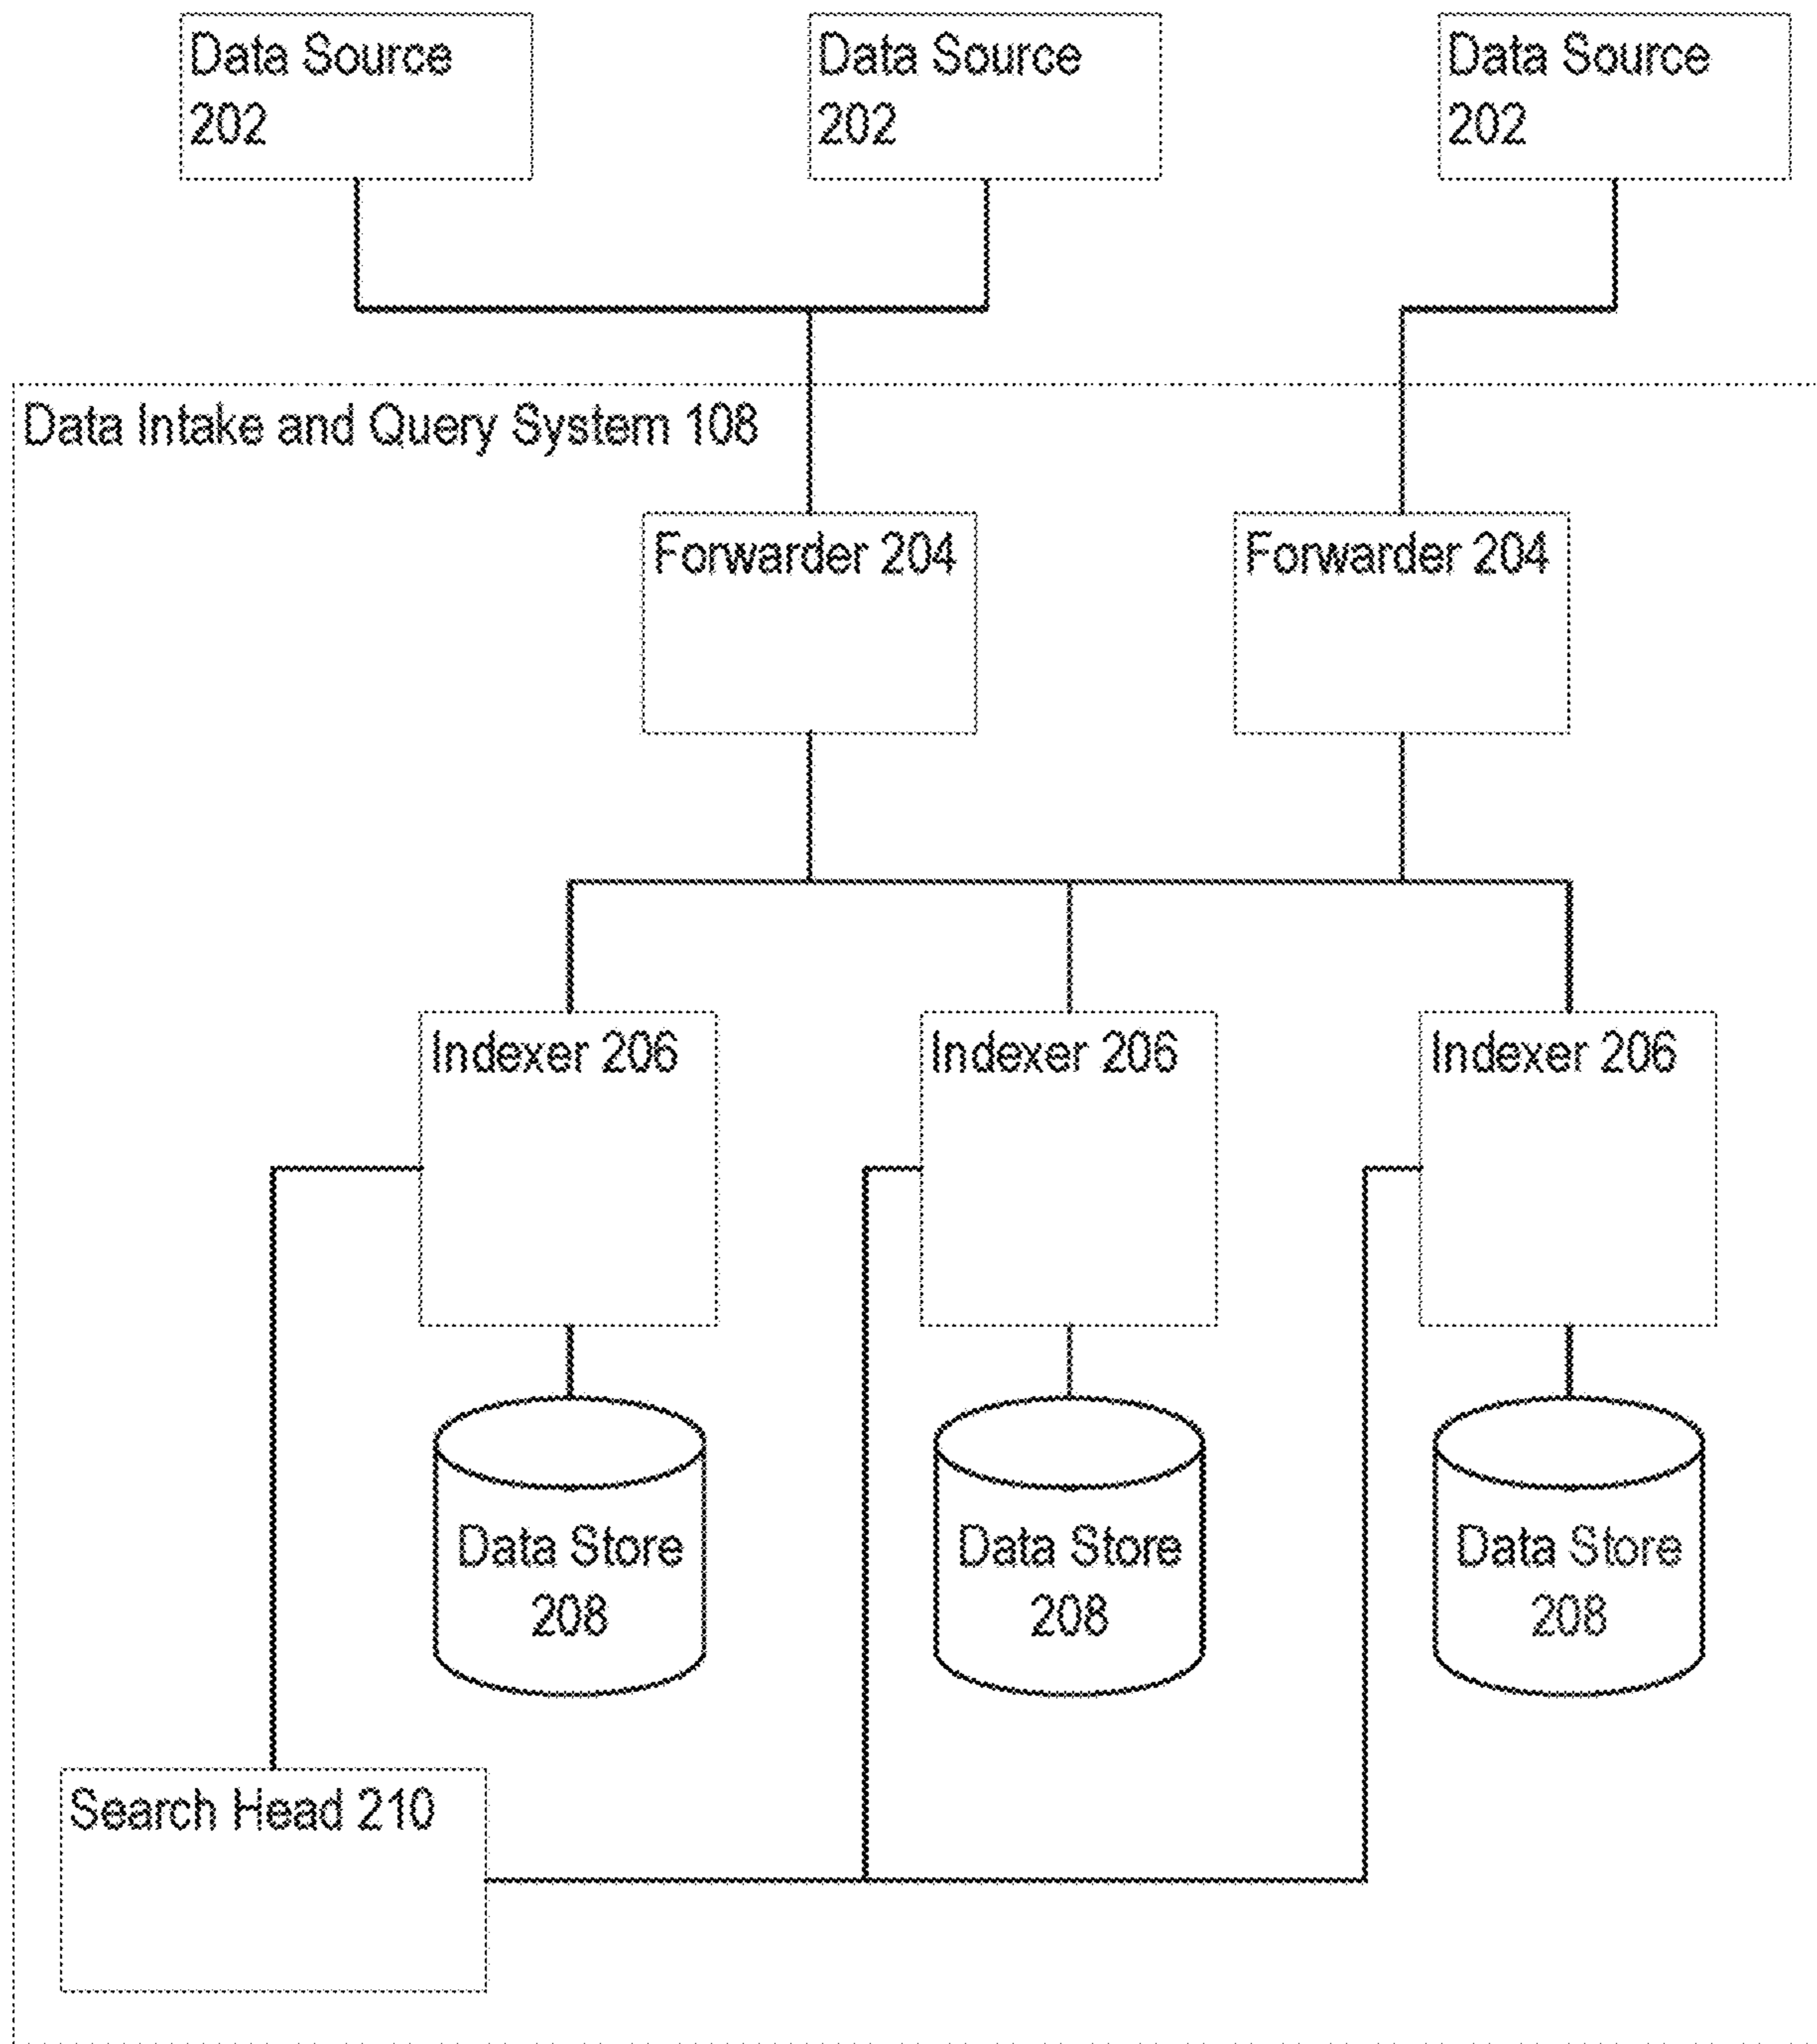 Data Source
202
Data Source
202
Data Source
202
Data Intake and Query System 108
Forwarder 204
Forwarder 204
Indexer 206
Indexer 206
Indexer 206
Data Store
208
Data Store
208
Data Store
208
Search Head 210